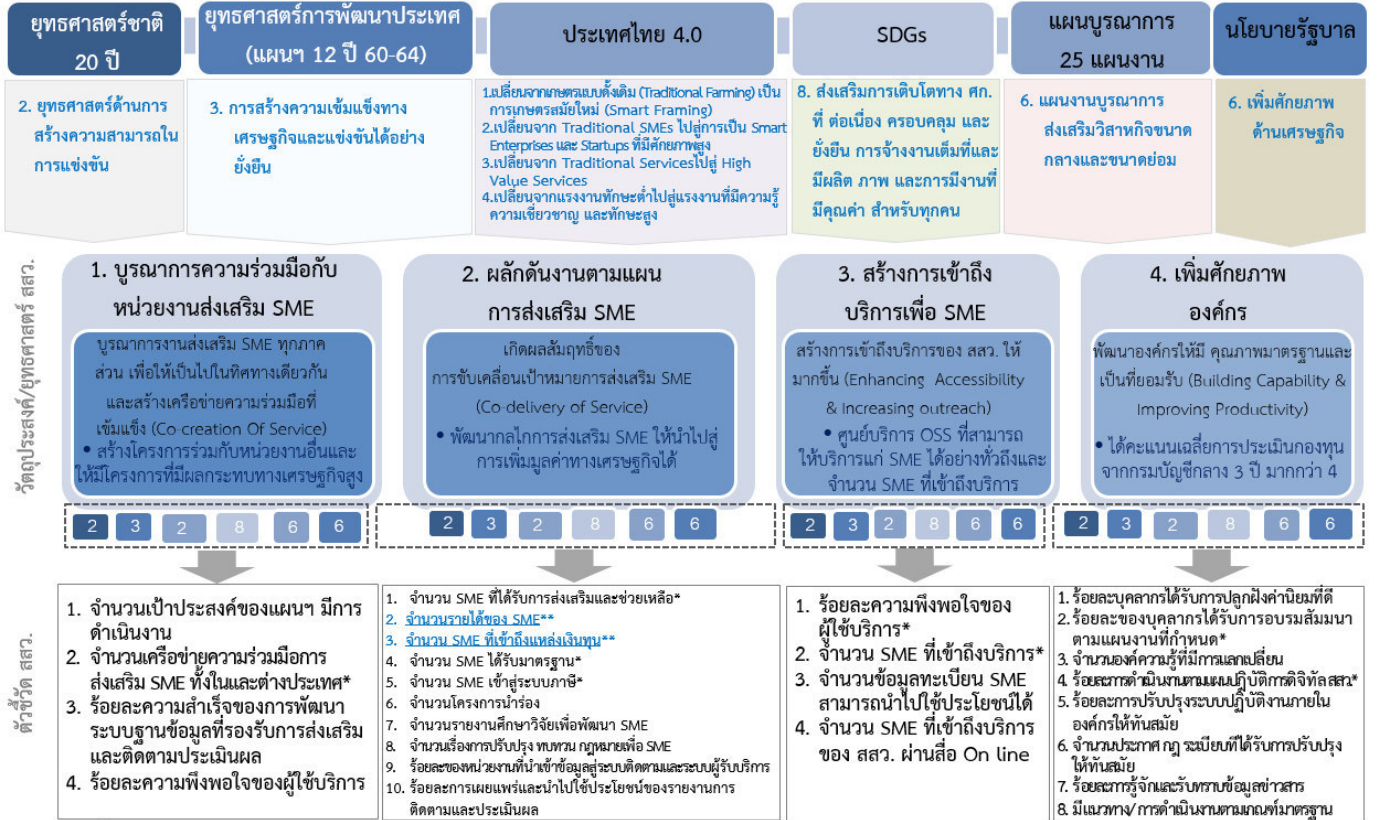 ยุทธศาสตร์ชาติ
20 ปี
ยุทธศาสตร์การพัฒนาประเทศ
(แผนฯ 12 ปี 60-64)
ประเทศไทย 4.0
SDGs
แผนบูรณาการ
25 แผนงาน
นโยบายรัฐบาล
2. ยุทธศาสตร์ด้านการ
สร้างความสามารถใน
การแข่งขัน
3. การสร้างความเข้มแข็งทาง
เศรษฐกิจและแข่งขันได้อย่าง
ยั่งยืน
1.เปลี่ยนจากเกษตรแบบดั้งเดิม (Traditional Farming) เป็น
การเกษตรสมัยใหม่ (Smart Framing)
2.เปลี่ยนจาก Traditional SMEs ไปสู่การเป็น Smart
Enterprises และ Startups ที่มีศักยภาพสูง
3.เปลี่ยนจาก Traditional Servicesไปสู่ High
Value Services
4.เปลี่ยนจากแรงงานทักษะต่ำไปสู่แรงงานที่มีความรู้
ความเชี่ยวชาญ และทักษะสูง
8. ส่งเสริมการเติบโตทาง ศก.
ที่ ต่อเนื่อง ครอบคลุม และ
ยั่งยืน การจ้างงานเต็มที่และ
มีผลิต ภาพ และการมีงานที่
มีคุณค่า สำหรับทุกคน
6. แผนงานบูรณาการ
ส่งเสริมวิสาหกิจขนาด
กลางและขนาดย่อม
6. เพิ่มศักยภาพ
ด้านเศรษฐกิจ
วัตถุประสงค์/ยุทธศาสตร์ สสว.
1. บูรณาการความร่วมมือกับ
หน่วยงานส่งเสริม SME
บูรณาการงานส่งเสริม SME ทุกภาค
ส่วน เพื่อให้เป็นไปในทิศทางเดียวกัน
และสร้างเครือข่ายความร่วมมือที่
เข้มแข็ง (Co-creation Of Service)
• สร้างโครงการร่วมกับหน่วยงานอื่นและ
ให้มีโครงการที่มีผลกระทบทางเศรษฐกิจสูง
2. ผลักดันงานตามแผน
การส่งเสริม SME
เกิดผลสัมฤทธิ์ของ
การขับเคลื่อนเป้าหมายการส่งเสริม SME
(Co-delivery of Service)
• พัฒนากลไกการส่งเสริม SME ให้นำไปสู่
การเพิ่มมูลค่าทางเศรษฐกิจได้
3. สร้างการเข้าถึง
บริการเพื่อ SME
สร้างการเข้าถึงบริการของ สสว. ให้
มากขึ้น (Enhancing Accessibility
& Increasing outreach)
• ศูนย์บริการ OSS ที่สามารถ
ให้บริการแก่ SME ได้อย่างทั่วถึงและ
จำนวน SME ที่เข้าถึงบริการ
4. เพิ่มศักยภาพ
องค์กร
พัฒนาองค์กรให้มี คุณภาพมาตรฐานและ
เป็นที่ยอมรับ (Building Capability &
Improving Productivity)
• ได้คะแนนเฉลี่ยการประเมินกองทุน
จากกรมบัญชีกลาง 3 ปี มากกว่า 4
2 3 2 8 6 6
2 3 2 8 6 6
2 3 2 8 6 6
2 3 2 8 6 6
ตัวชี้วัด สสว.
1. จำนวนเป้าประสงค์ของแผนฯ มีการ
ดำเนินงาน
2. จำนวนเครือข่ายความร่วมมือการ
ส่งเสริม SME ทั้งในและต่างประเทศ*
3. ร้อยละความสำเร็จของการพัฒนา
ระบบฐานข้อมูลที่รองรับการส่งเสริม
และติดตามประเมินผล
4. ร้อยละความพึงพอใจของผู้ใช้บริการ
1. จำนวน SME ที่ได้รับการส่งเสริมและช่วยเหลือ*
2. จำนวนรายได้ของ SME**
3. จำนวน SME ที่เข้าถึงแหล่งเงินทุน**
4. จำนวน SME ได้รับมาตรฐาน*
5. จำนวน SME เข้าสู่ระบบภาษี*
6. จำนวนโครงการนำร่อง
7. จำนวนรายงานศึกษาวิจัยเพื่อพัฒนา SME
8. จำนวนเรื่องการปรับปรุง ทบทวน กฎหมายเพื่อ SME
9. ร้อยละของหน่วยงานที่นำเข้าข้อมูลสู่ระบบติดตามและระบบผู้รับบริการ
10. ร้อยละการเผยแพร่และนำไปใช้ประโยชน์ของรายงานการ
ติดตามและประเมินผล
1. ร้อยละความพึงพอใจของ
ผู้ใช้บริการ*
2. จำนวน SME ที่เข้าถึงบริการ*
3. จำนวนข้อมูลทะเบียน SME
สามารถนำไปใช้ประโยชน์ได้
4. จำนวน SME ที่เข้าถึงบริการ
ของ สสว. ผ่านสื่อ On line
1. ร้อยละบุคลากรได้รับการปลูกฝังค่านิยมที่ดี
2. ร้อยละของบุคลากรได้รับการอบรมสัมมนา
ตามแผนงานที่กำหนด*
3. จำนวนองค์ความรู้ที่มีการแลกเปลี่ยน
4. ร้อยละการดำเนินงานตามแผนปฏิบัติการดิจิทัล สสว.*
5. ร้อยละการปรับปรุงระบบปฏิบัติงานภายใน
องค์กรให้ทันสมัย
6. จำนวนประกาศ กฎ ระเบียบที่ได้รับการปรับปรุง
ให้ทันสมัย
7. ร้อยละการรู้จักและรับทราบข้อมูลข่าวสาร
8. มีแนวทาง/ การดำเนินงานตามเกณฑ์มาตรฐาน